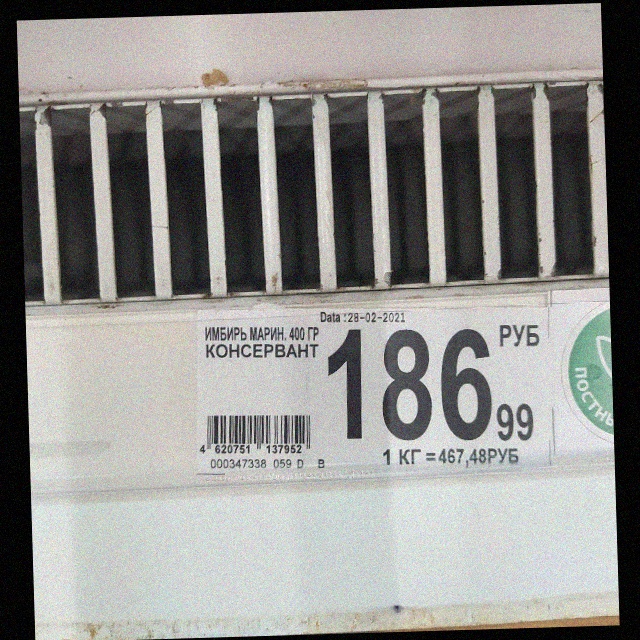 Data :28-02-2021
ИМБИРЬ МАРИН. 400 ГР
КОНСЕРВАНТ
186 99 РУБ
4 620751 137952
000347338 059 D B
1 КГ = 467,48РУБ